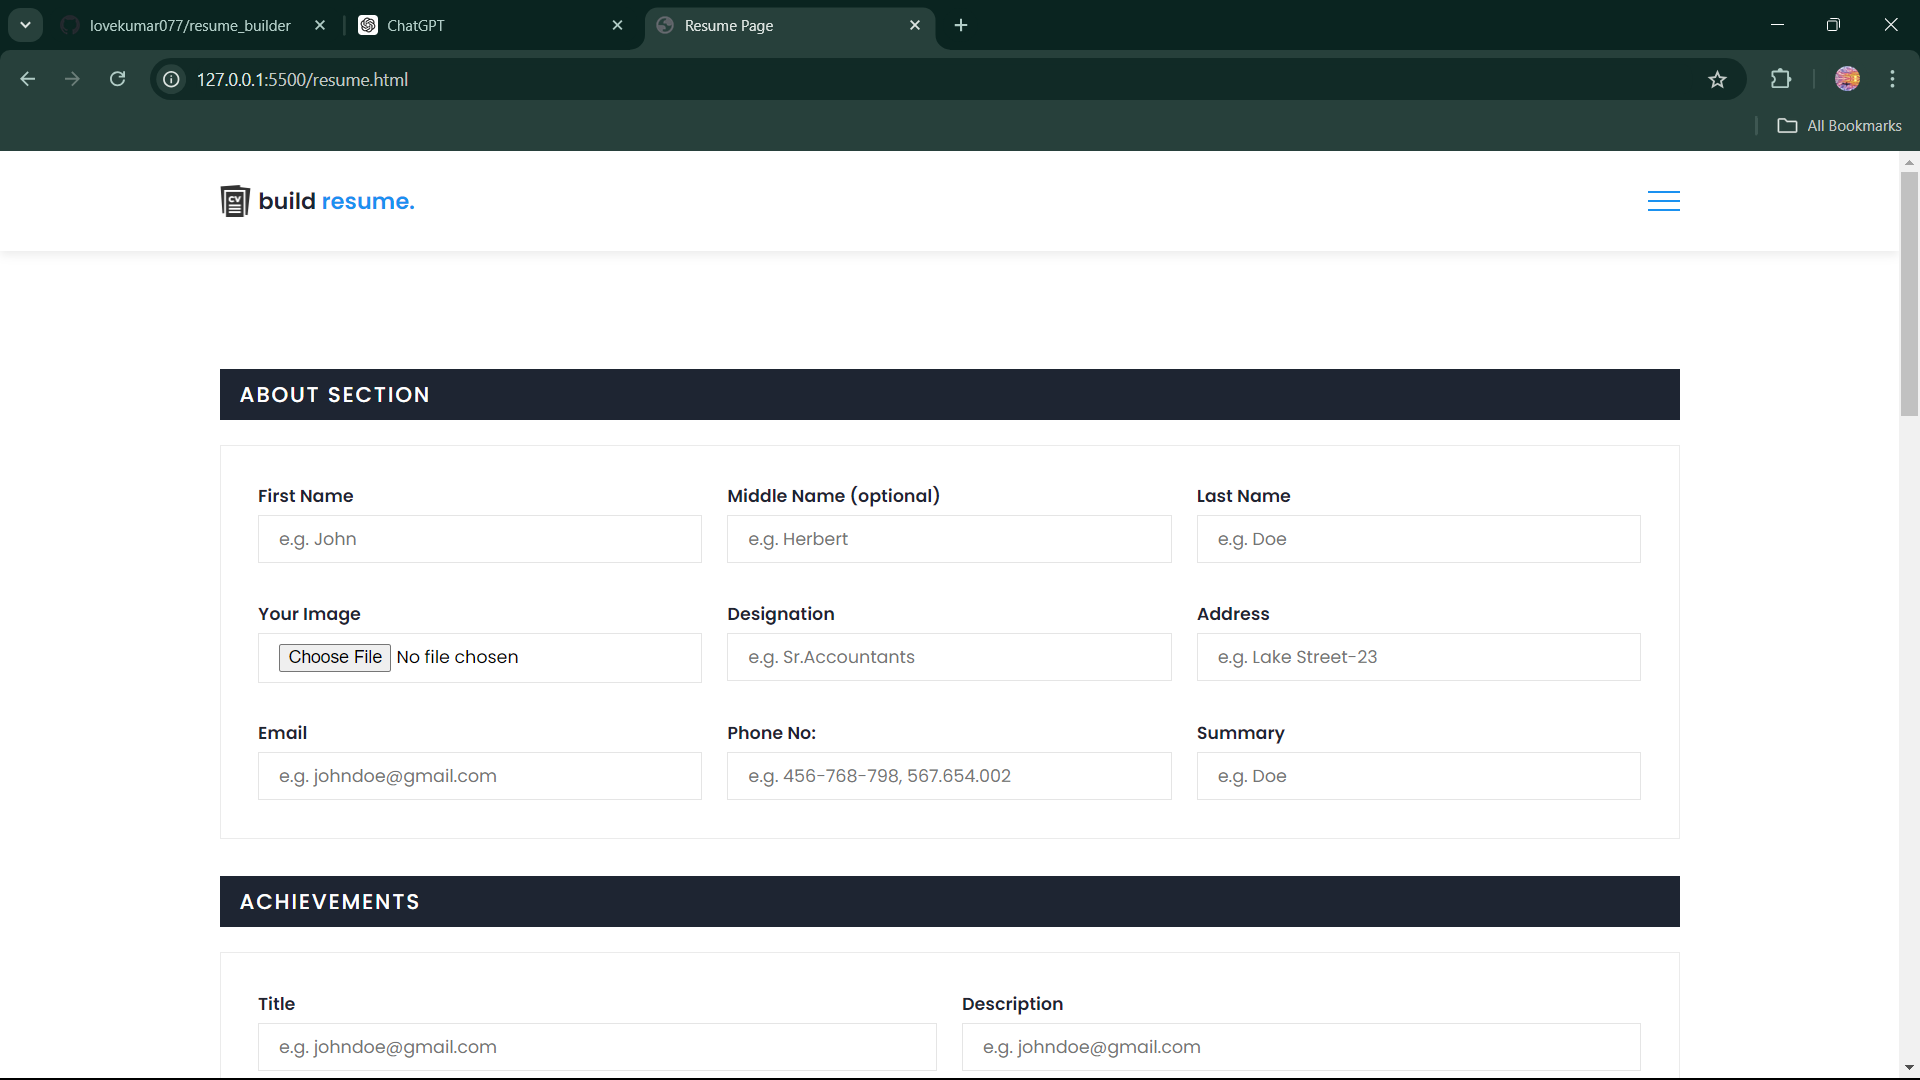 lovekumar077/resume_builder
ChatGPT
Resume Page
127.0.0.1:5500/resume.html
All Bookmarks
CV
build resume.
ABOUT SECTION
First Name
Middle Name (optional)
Last Name
e.g. John
e.g. Herbert
e.g. Doe
Your Image
Designation
Address
Choose File No file chosen
e.g. Sr.Accountants
e.g. Lake Street-23
Email
Phone No:
Summary
e.g. johndoe@gmail.com
e.g. 456-768-798, 567.654.002
e.g. Doe
ACHIEVEMENTS
Title
Description
e.g. johndoe@gmail.com
e.g. johndoe@gmail.com